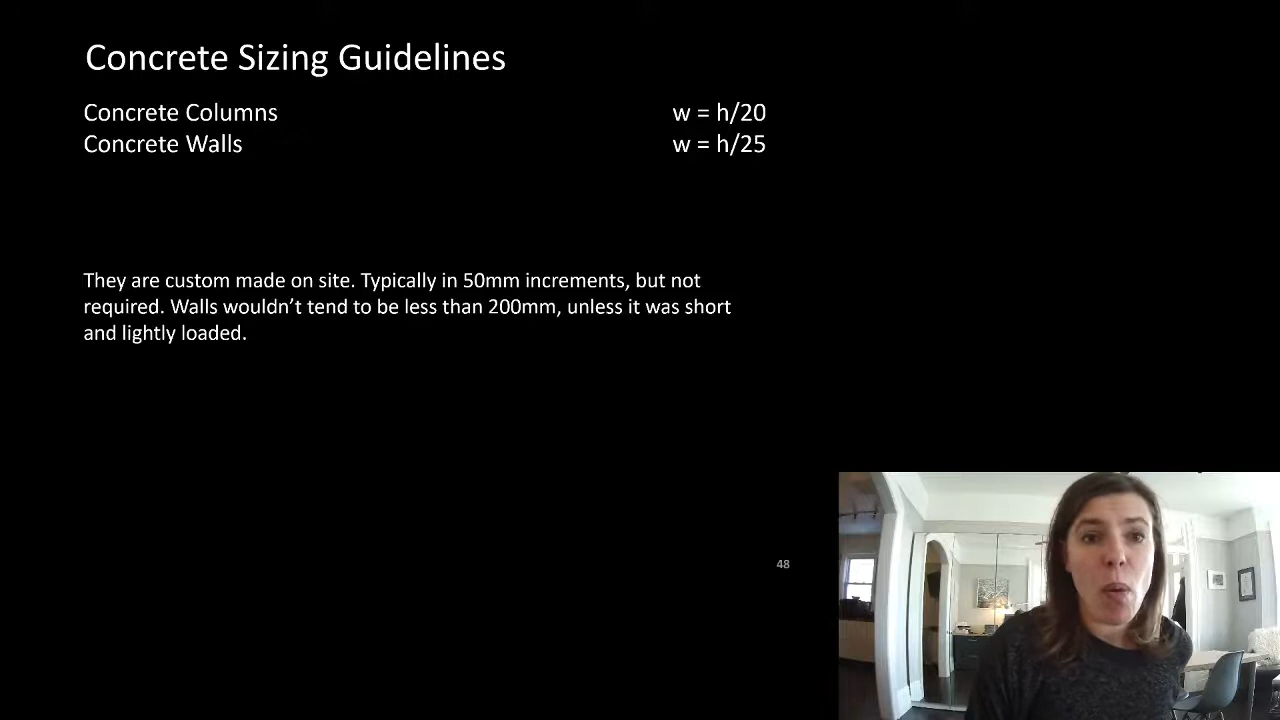 Concrete Sizing Guidelines
Concrete Columns w = h/20
Concrete Walls w = h/25
They are custom made on site. Typically in 50mm increments, but not
required. Walls wouldn’t tend to be less than 200mm, unless it was short
and lightly loaded.
48